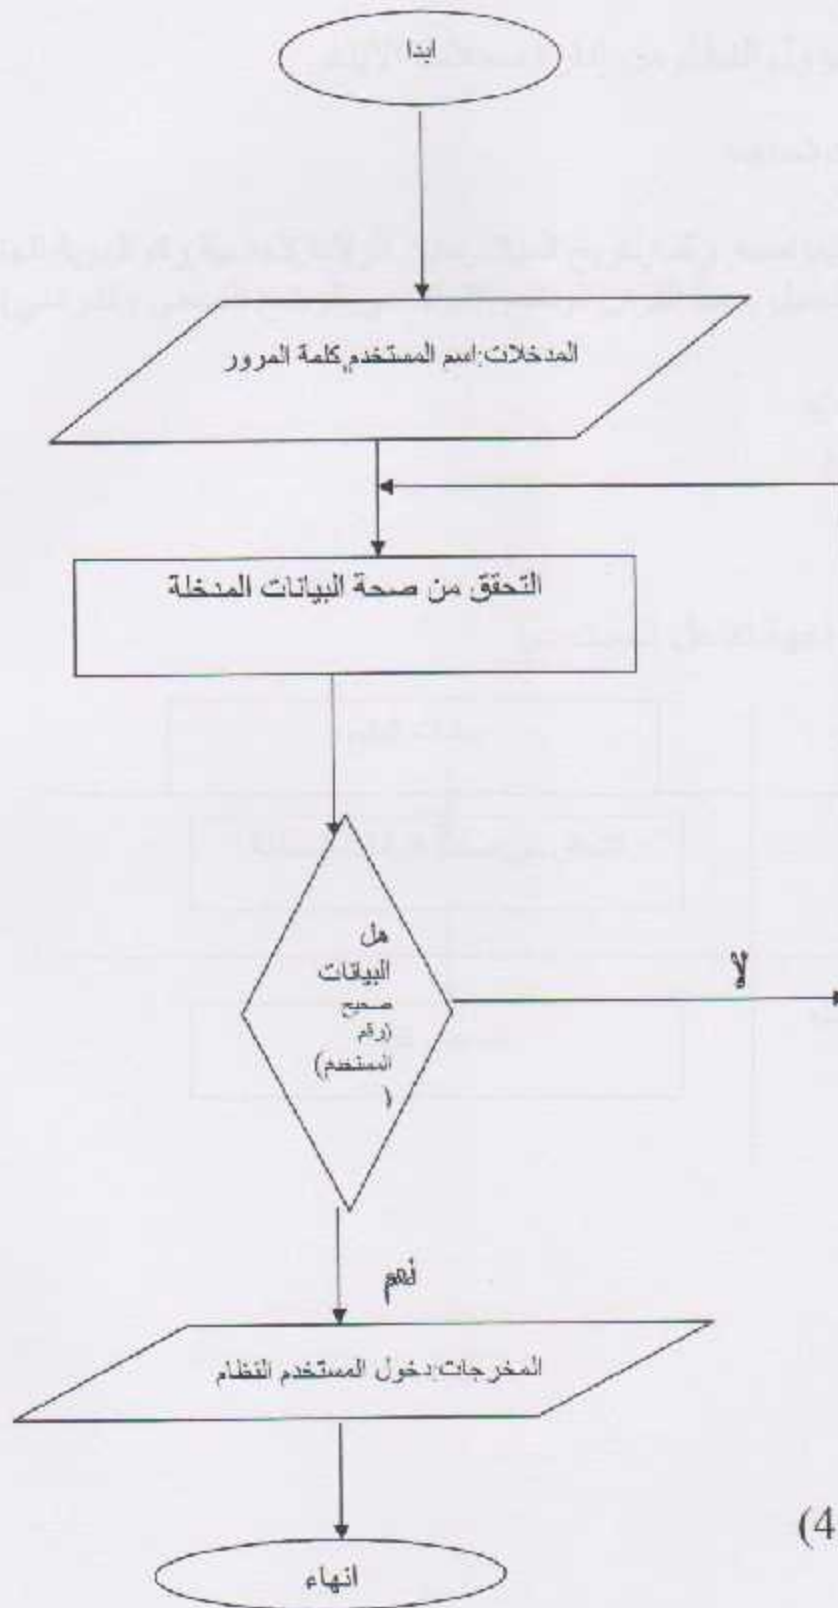 ابدا
المدخلات:اسم المستخدم,كلمة المرور
التحقق من صحة البيانات المدخلة
هل
البيانات
صحيح
(رقم
المستخدم)
(
لا
نعم
المخرجات:دخول المستخدم النظام
انهاء
(4